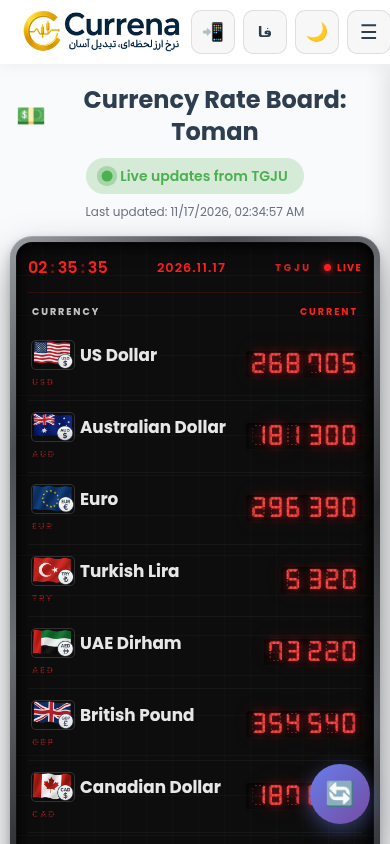 Currena
نرخ ارز لحظه‌ای، تبدیل آسان
فا
Currency Rate Board:
Toman
Live updates from TGJU
Last updated: 11/17/2026, 02:34:57 AM
02:35:35 2026.11.17 TGJU LIVE
CURRENCY CURRENT
US Dollar 268 705
USD
Australian Dollar 181 300
AUD
Euro 296 390
EUR
Turkish Lira 5 320
TRY
UAE Dirham 73 220
AED
British Pound 354 540
GBP
Canadian Dollar 187
CAD